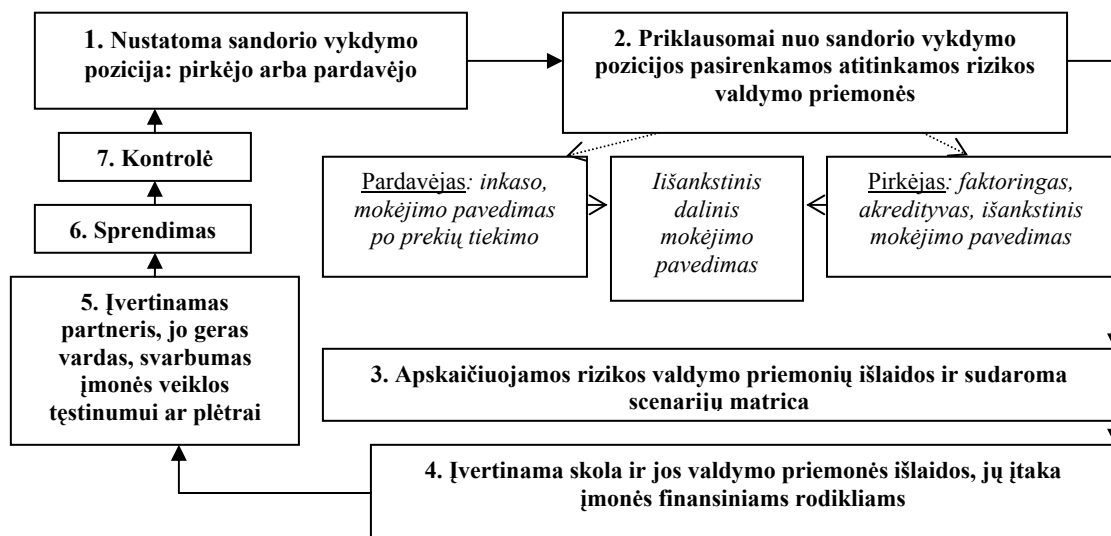 1. Nustatoma sandorio vykdymo
pozicija: pirkėjo arba pardavėjo
2. Priklausomai nuo sandorio vykdymo
pozicijos pasirenkamos atitinkamos rizikos
valdymo priemonės
7. Kontrolė
6. Sprendimas
Pardavėjas: inkaso,
mokėjimo pavedimas
po prekių tiekimo
Iišankstinis
dalinis
mokėjimo
pavedimas
Pirkėjas: faktoringas,
akredityvas, išankstinis
mokėjimo pavedimas
5. Įvertinamas
partneris, jo geras
vardas, svarbumas
įmonės veiklos
tęstinumui ar plėtrai
3. Apskaičiuojamos rizikos valdymo priemonių išlaidos ir sudaroma
scenarijų matrica
4. Įvertinama skola ir jos valdymo priemonės išlaidos, jų įtaka
įmonės finansiniams rodikliams